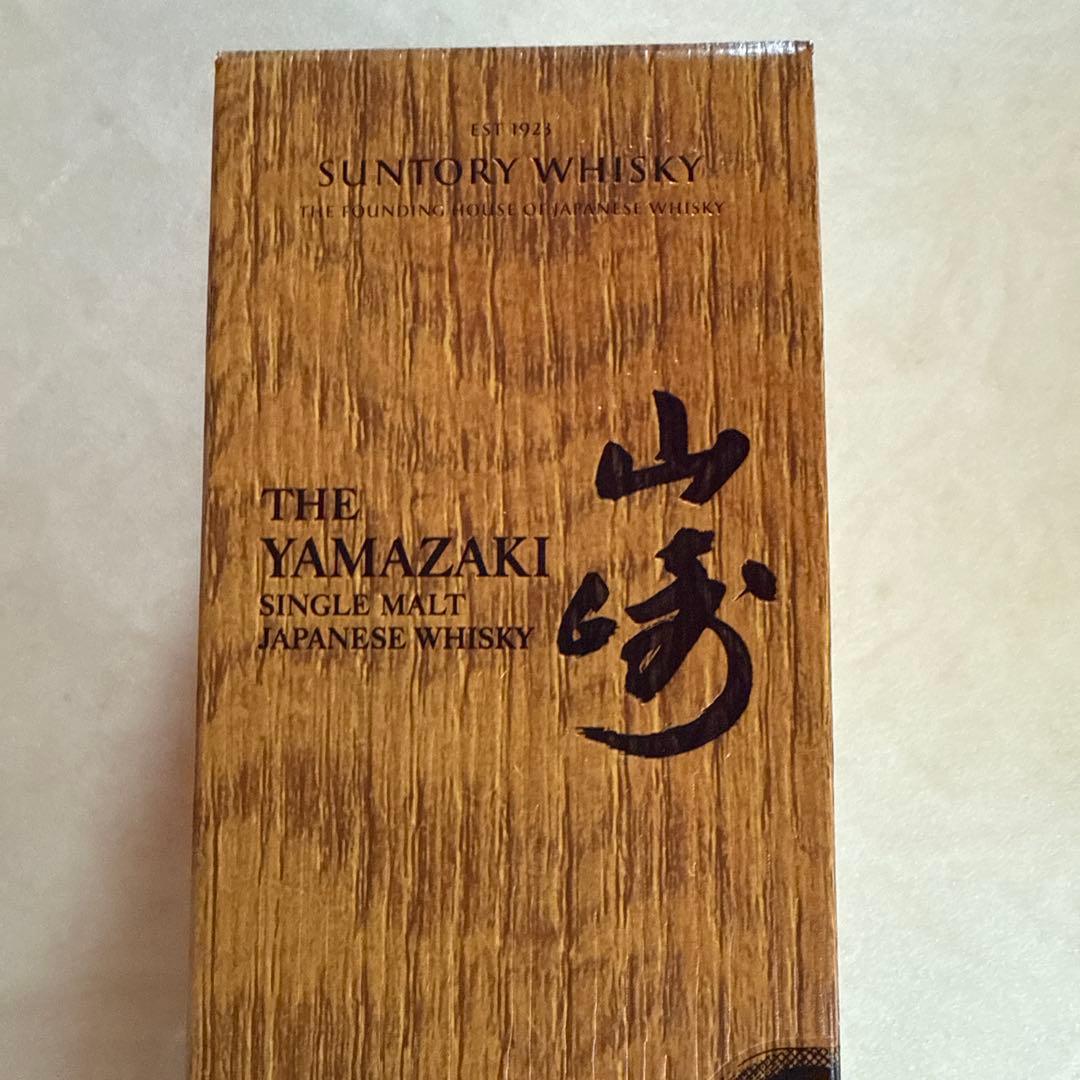 EST 1923
SUNTORY WHISKY
THE FOUNDING HOUSE OF JAPANESE WHISKY
THE
YAMAZAKI
SINGLE MALT
JAPANESE WHISKY
山崎